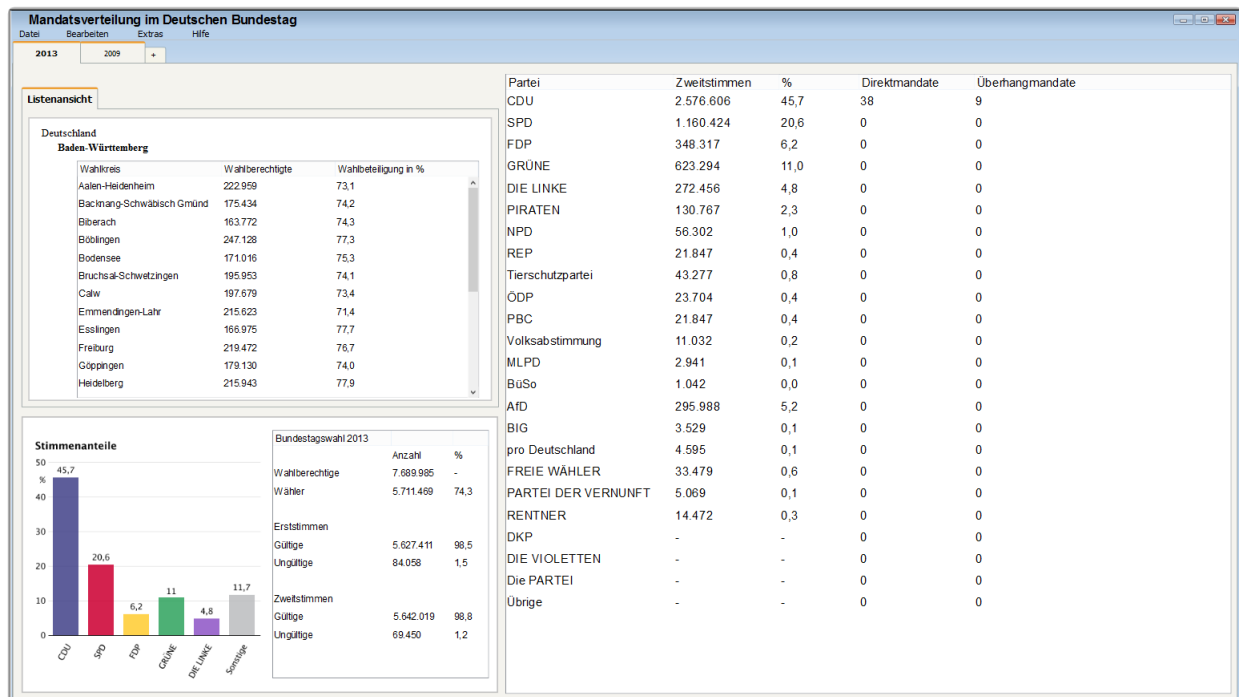 Mandatsverteilung im Deutschen Bundestag
Datei Bearbeiten Extras Hilfe
2013 2009 +
Listenansicht
Deutschland
Baden-Württemberg
Wahlkreis Wahlberechtigte Wahlbeteiligung in %
Aalen-Heidenheim 222.959 73,1
Backnang-Schwäbisch Gmünd 175.434 74,2
Biberach 163.772 74,3
Böblingen 247.128 77,3
Bodensee 171.016 75,3
Bruchsal-Schwetzingen 195.953 74,1
Calw 197.679 73,4
Emmendingen-Lahr 215.623 71,4
Esslingen 166.975 77,7
Freiburg 219.472 76,7
Göppingen 179.130 74,0
Heidelberg 215.943 77,9
Stimmenanteile
50
%
40
30
20
10
0
45,7
20,6
6,2
11
4,8
11,7
CDU
SPD
FDP
GRÜNE
DIE LINKE
Sonstige
Bundestagswahl 2013
Anzahl %
Wahlberechtige 7.689.985 -
Wähler 5.711.469 74,3
Erststimmen
Gültige 5.627.411 98,5
Ungültige 84.058 1,5
Zweitstimmen
Gültige 5.642.019 98,8
Ungültige 69.450 1,2
Partei Zweitstimmen % Direktmandate Überhangmandate
CDU 2.576.606 45,7 38 9
SPD 1.160.424 20,6 0 0
FDP 348.317 6,2 0 0
GRÜNE 623.294 11,0 0 0
DIE LINKE 272.456 4,8 0 0
PIRATEN 130.767 2,3 0 0
NPD 56.302 1,0 0 0
REP 21.847 0,4 0 0
Tierschutzpartei 43.277 0,8 0 0
ÖDP 23.704 0,4 0 0
PBC 21.847 0,4 0 0
Volksabstimmung 11.032 0,2 0 0
MLPD 2.941 0,1 0 0
BüSo 1.042 0,0 0 0
AfD 295.988 5,2 0 0
BIG 3.529 0,1 0 0
pro Deutschland 4.595 0,1 0 0
FREIE WÄHLER 33.479 0,6 0 0
PARTEI DER VERNUNFT 5.069 0,1 0 0
RENTNER 14.472 0,3 0 0
DKP - - 0 0
DIE VIOLETTEN - - 0 0
Die PARTEI - - 0 0
Übrige - - 0 0